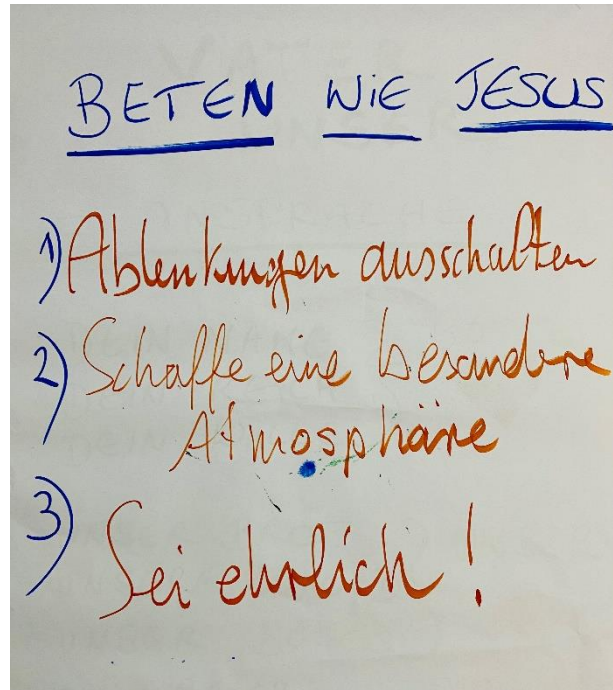 BETEN WiE JESUS
1) Ablenkungen ausschalten
2) Schaffe eine besondere
Atmosphäre
3) Sei ehrlich!